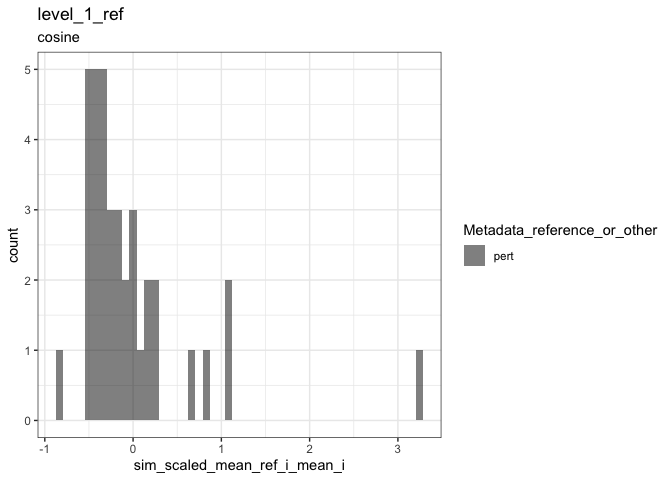 level_1_ref
cosine
5
4
3
2
1
0
count
-1
0
1
2
3
sim_scaled_mean_ref_i_mean_i
Metadata_reference_or_other
pert